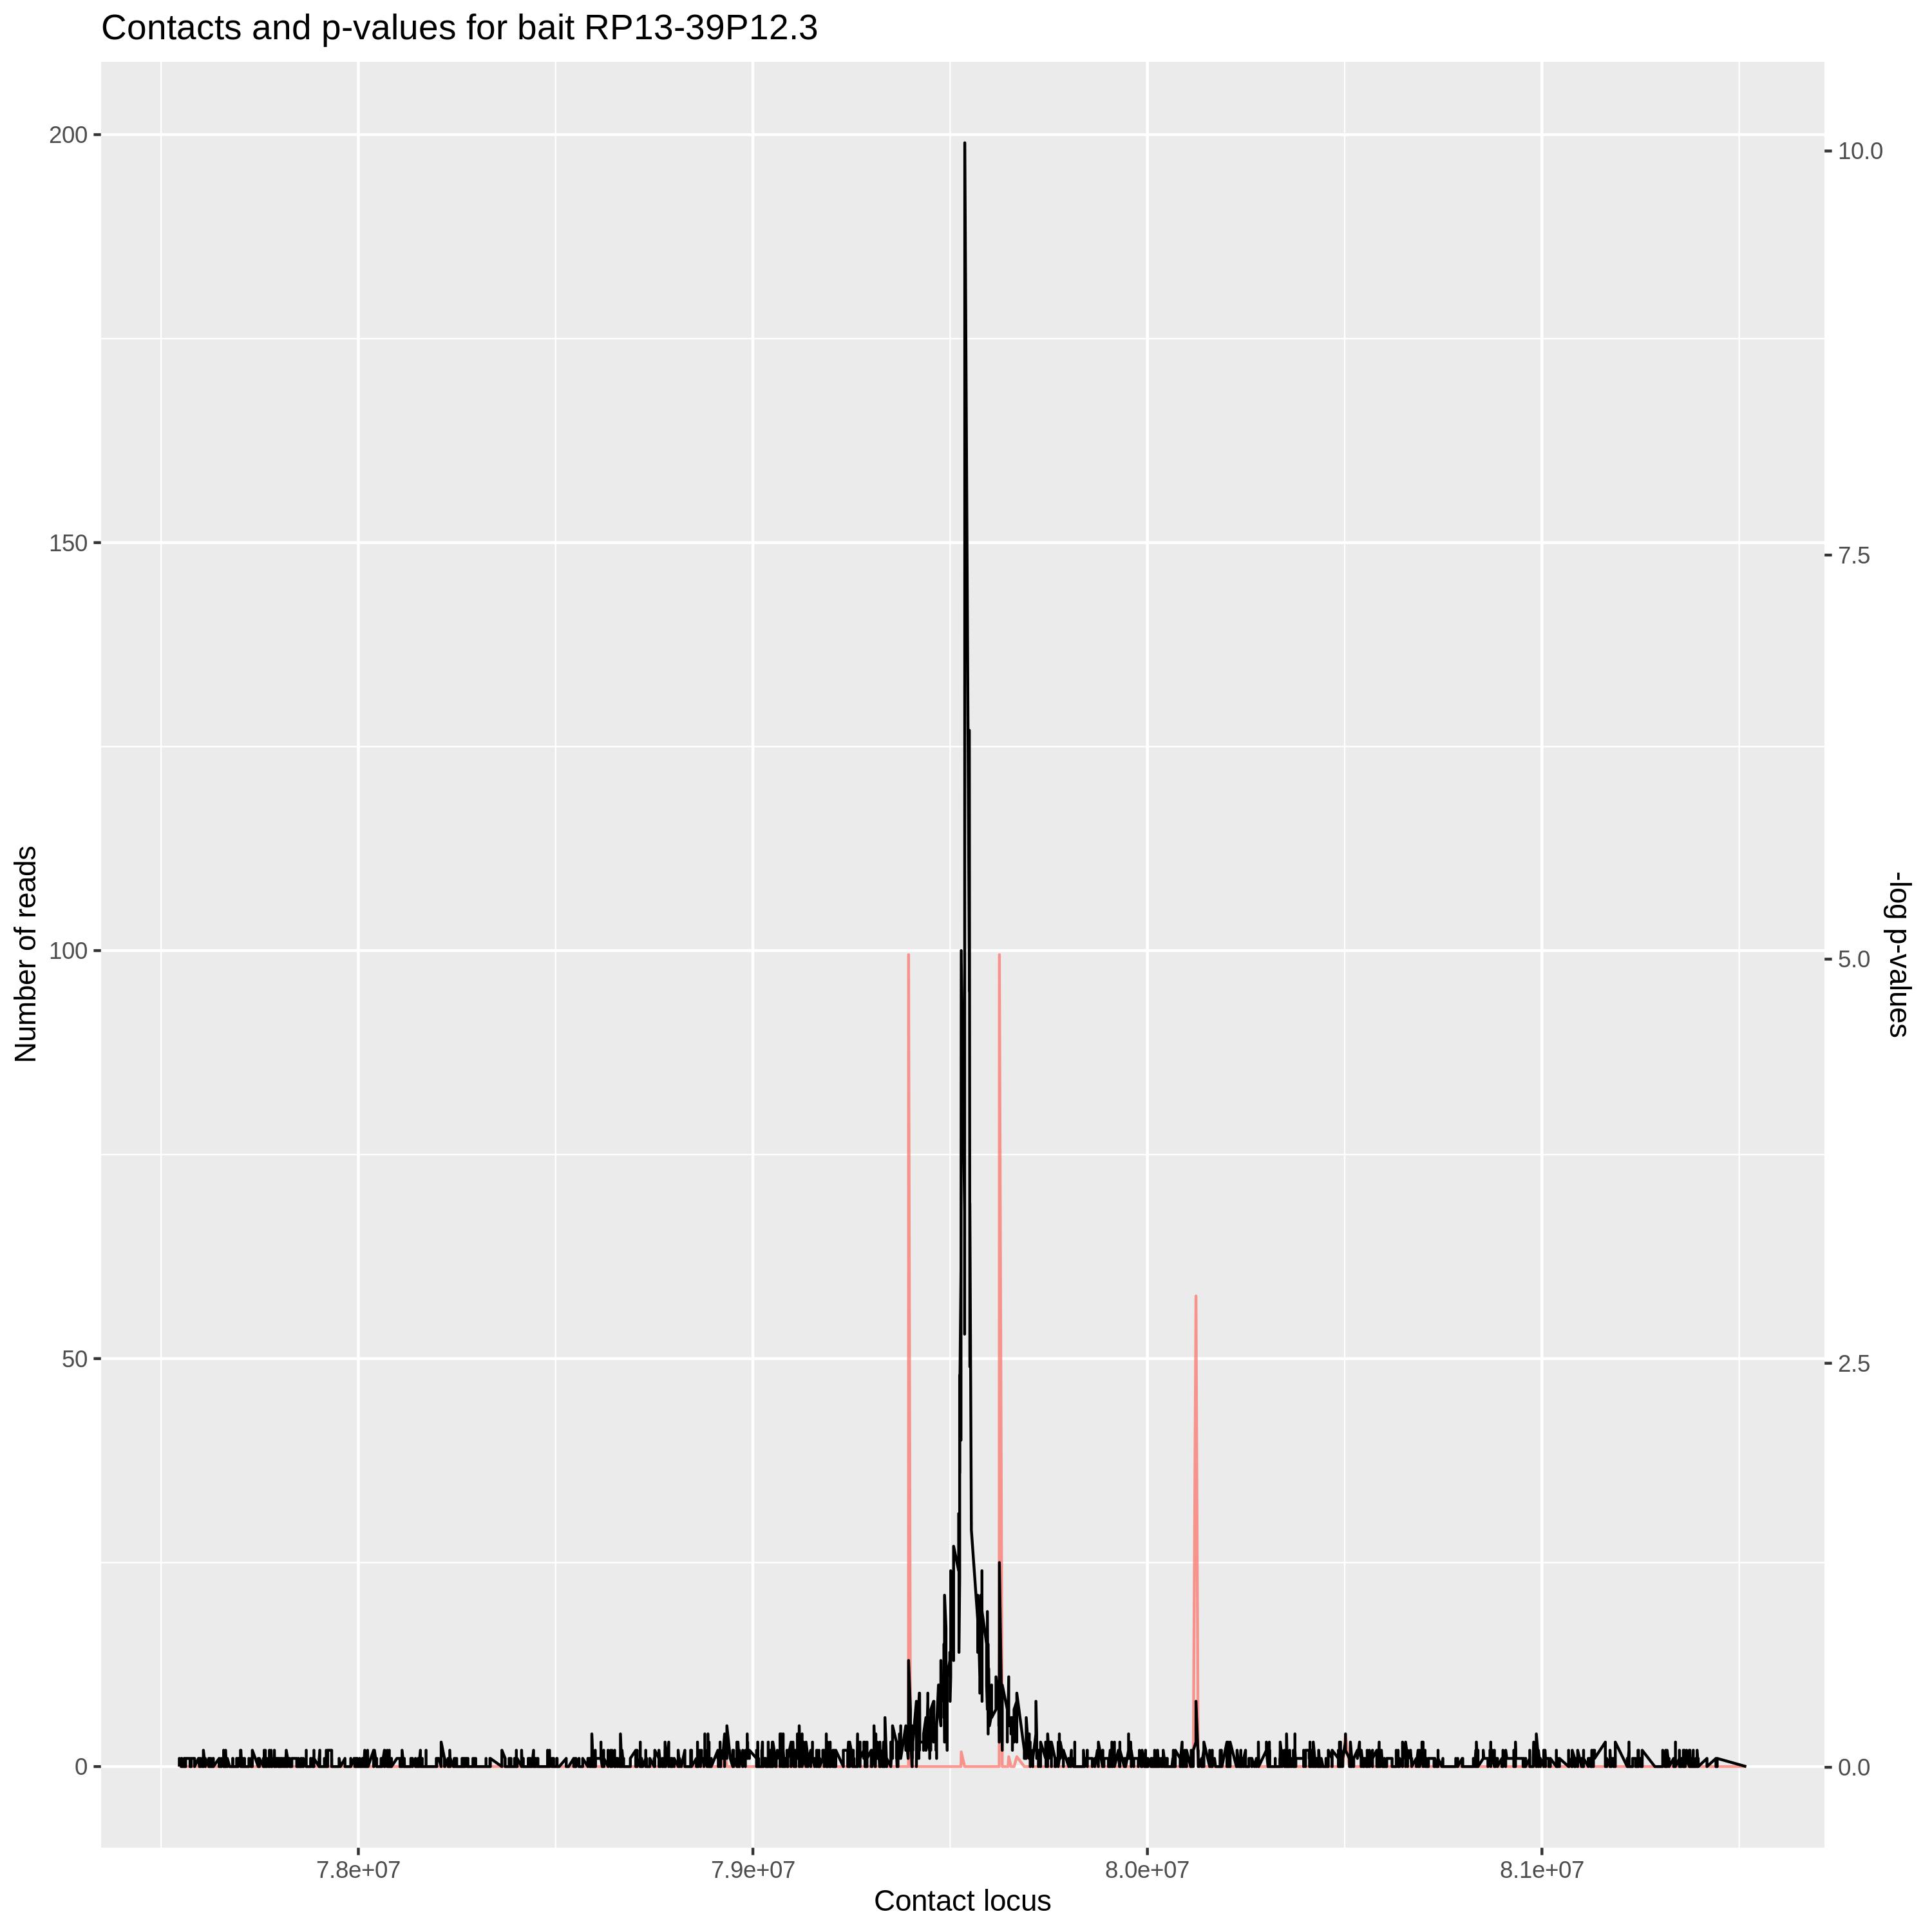 Contacts and p-values for bait RP13-39P12.3
200
150
100
50
0
Number of reads
10.0
7.5
5.0
2.5
0.0
-log p-values
7.8e+07
7.9e+07
8.0e+07
8.1e+07
Contact locus